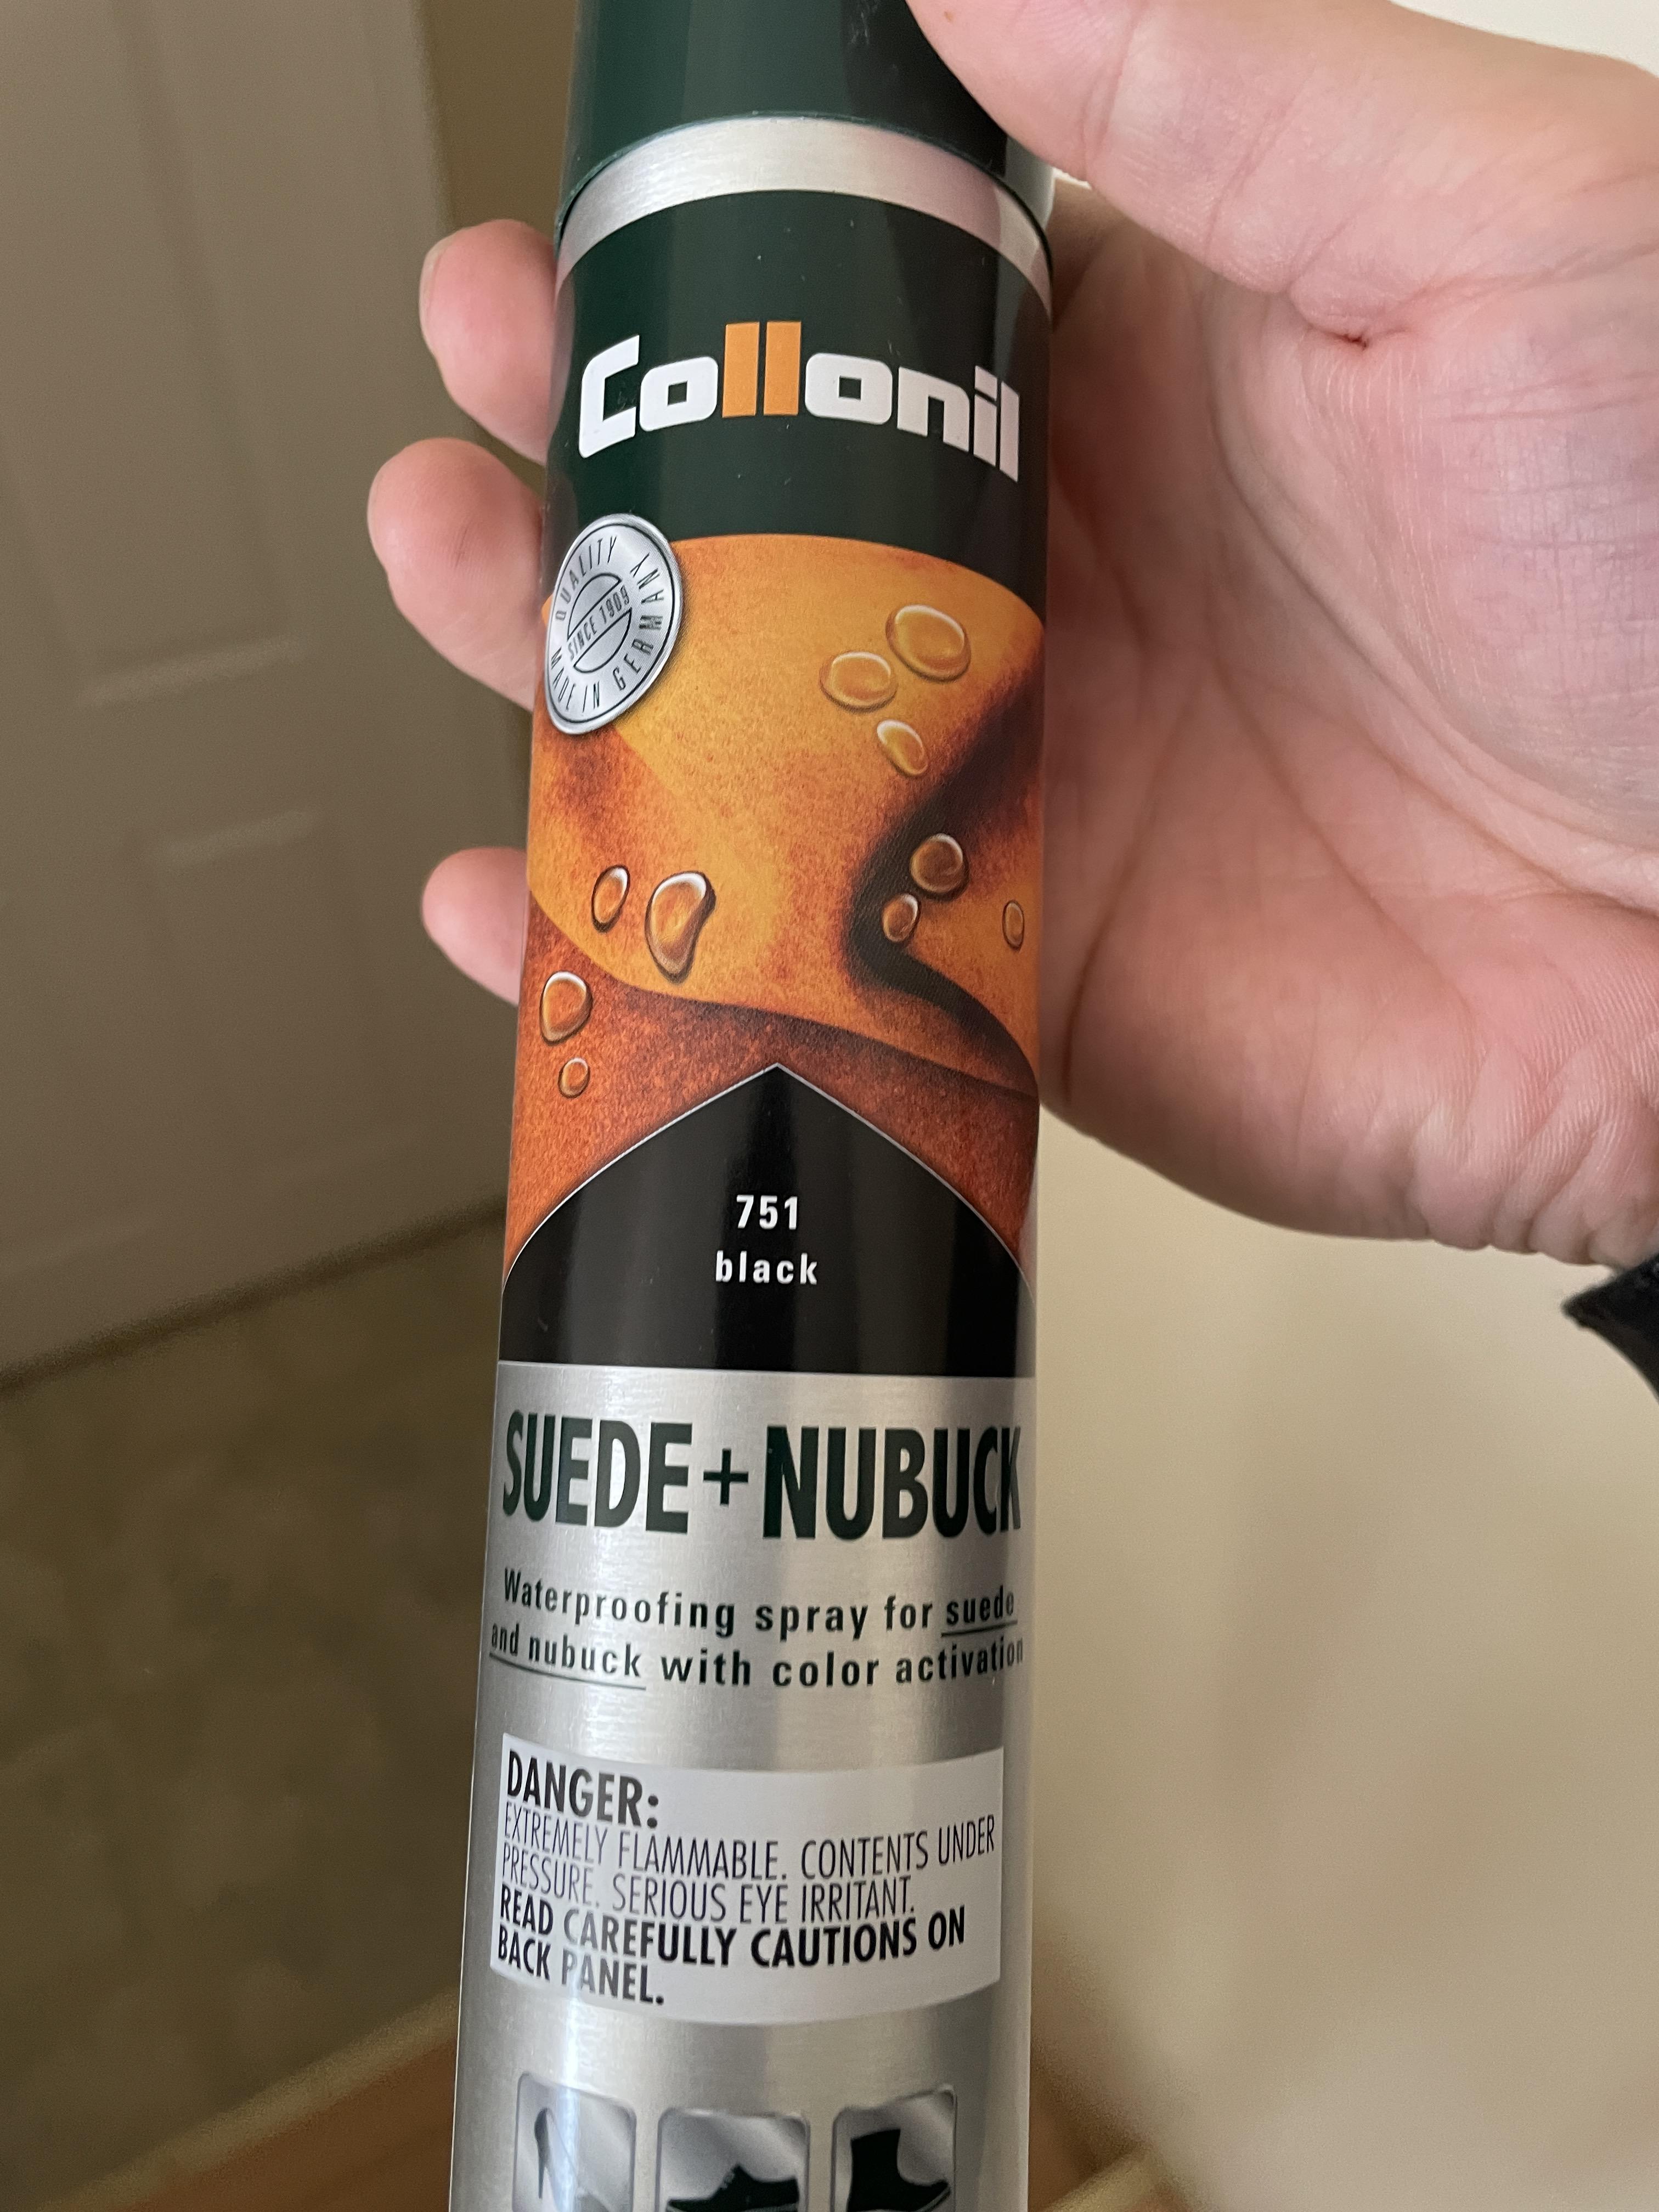 Collonil
QUALITY MADE IN GERMANY
SINCE 1909
751
black
SUEDE+NUBUCK
Waterproofing spray for suede
and nubuck with color activation
DANGER:
EXTREMELY FLAMMABLE. CONTENTS UNDER
PRESSURE. SERIOUS EYE IRRITANT.
READ CAREFULLY CAUTIONS ON
BACK PANEL.